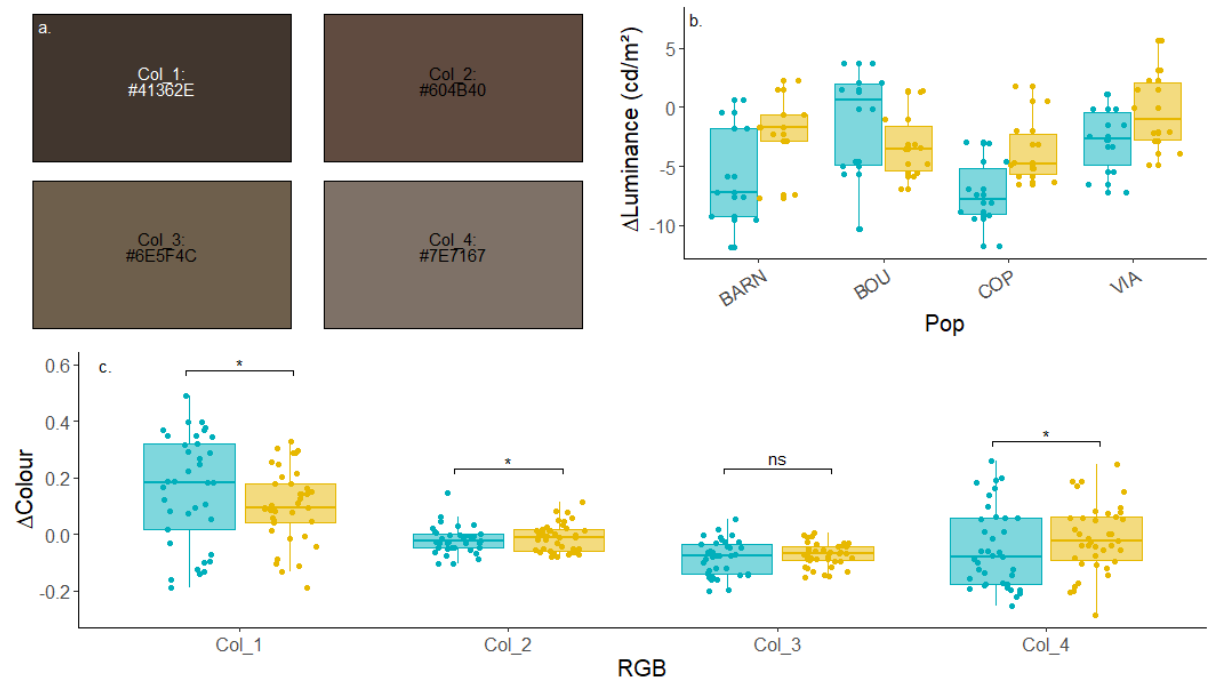 a.
Col_1:
#41362E
Col_2:
#604B40
Col_3:
#6E5F4C
Col_4:
#7E7167
b.
ΔLuminance (cd/m²)
5
0
-5
-10
BARN
BOU
COP
VIA
Pop
c.
ΔColour
0.6
0.4
0.2
0.0
-0.2
*
*
ns
*
Col_1
Col_2
Col_3
Col_4
RGB